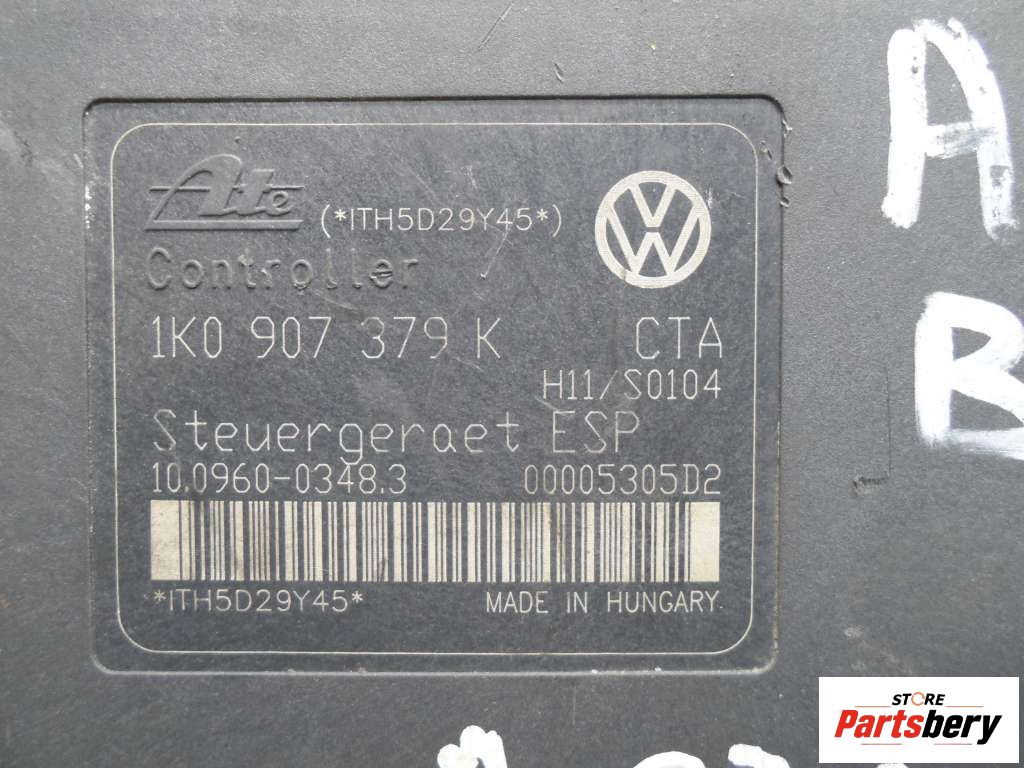 Ate (*ITH5D29Y45*)
Controller
1K0 907 379 K CTA
H11/S0104
Steuergeraet ESP
10.0960-0348.3 00005305D2
*ITH5D29Y45* MADE IN HUNGARY
A
B
STORE
Partsbery